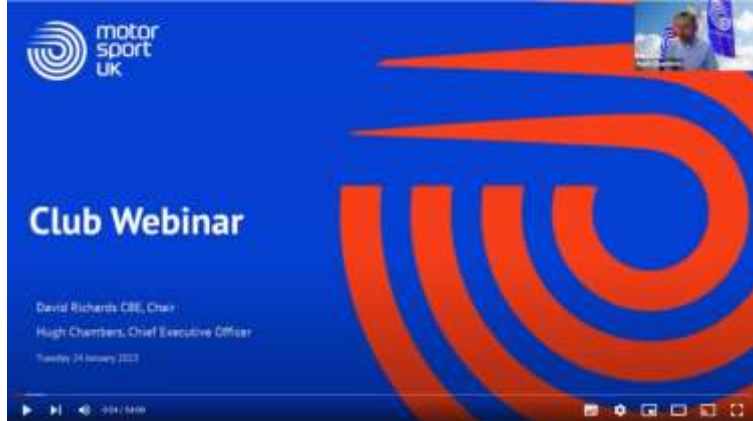 motor
sport
UK
Club Webinar
David Richards CBE, Chair
Hugh Chambers, Chief Executive Officer
Tuesday 24 January 2023